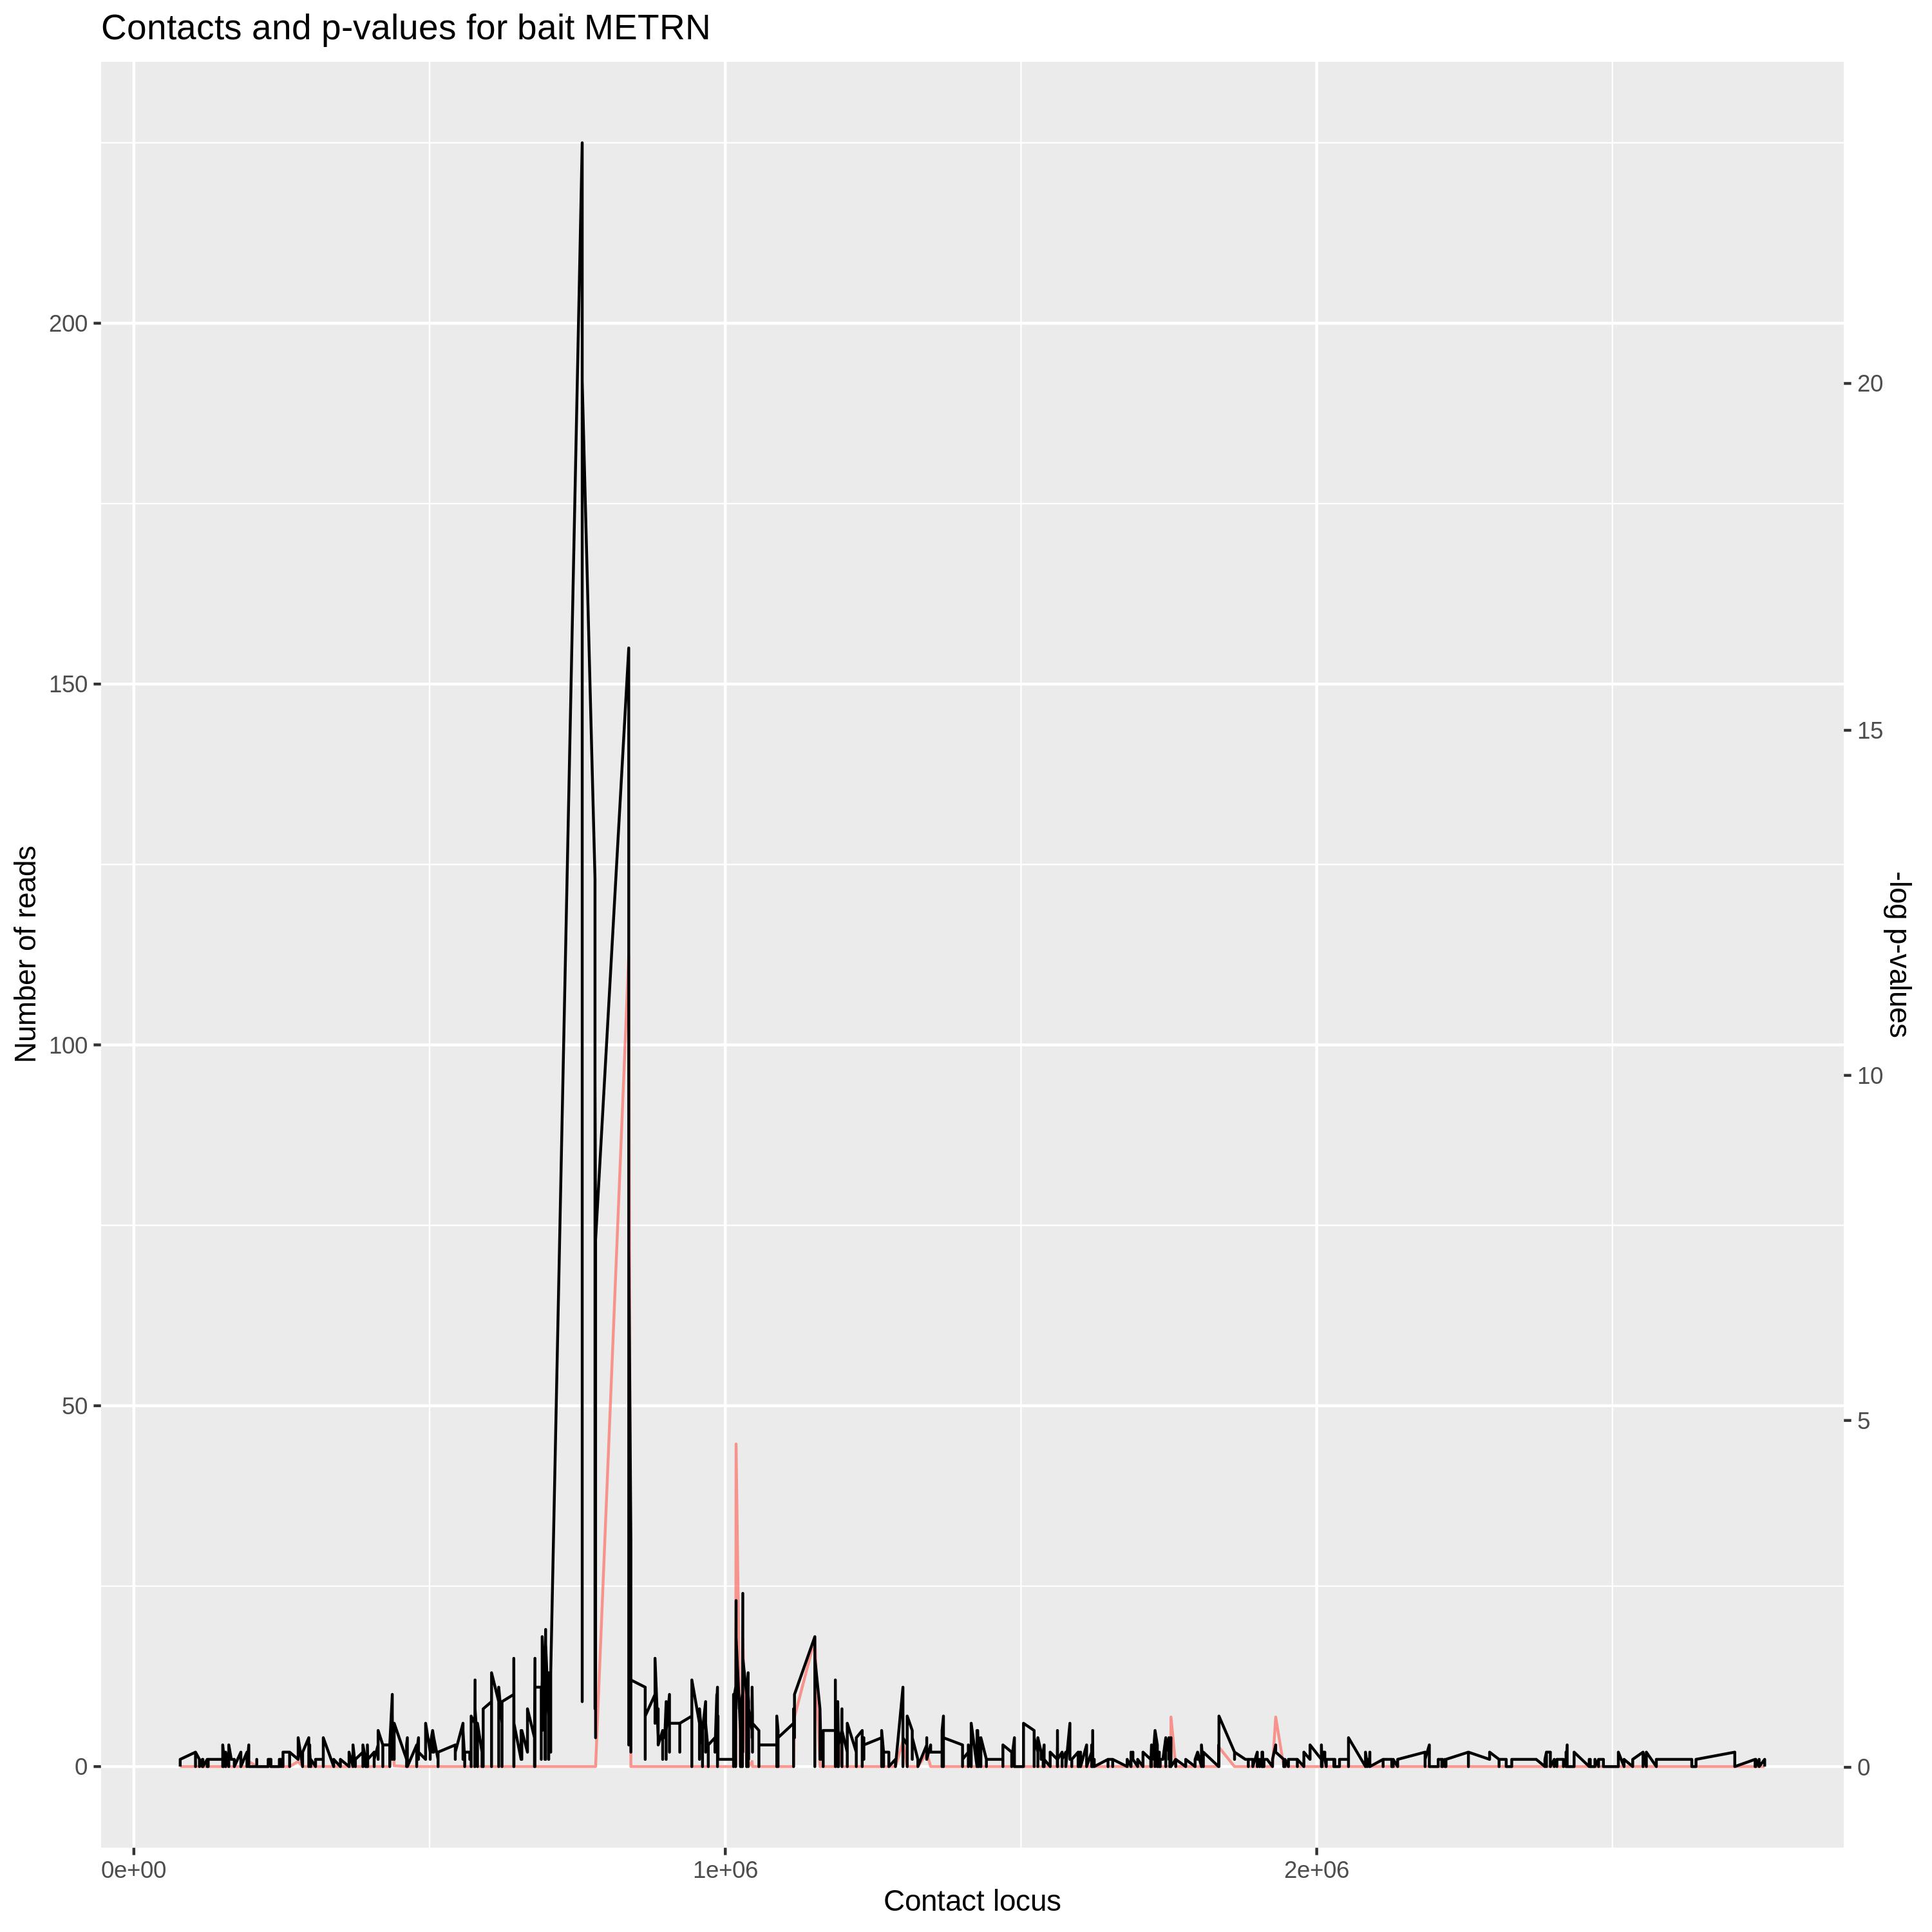 Contacts and p-values for bait METRN
200
150
100
50
0
20
15
10
5
0
Number of reads
-log p-values
0e+00
1e+06
2e+06
Contact locus